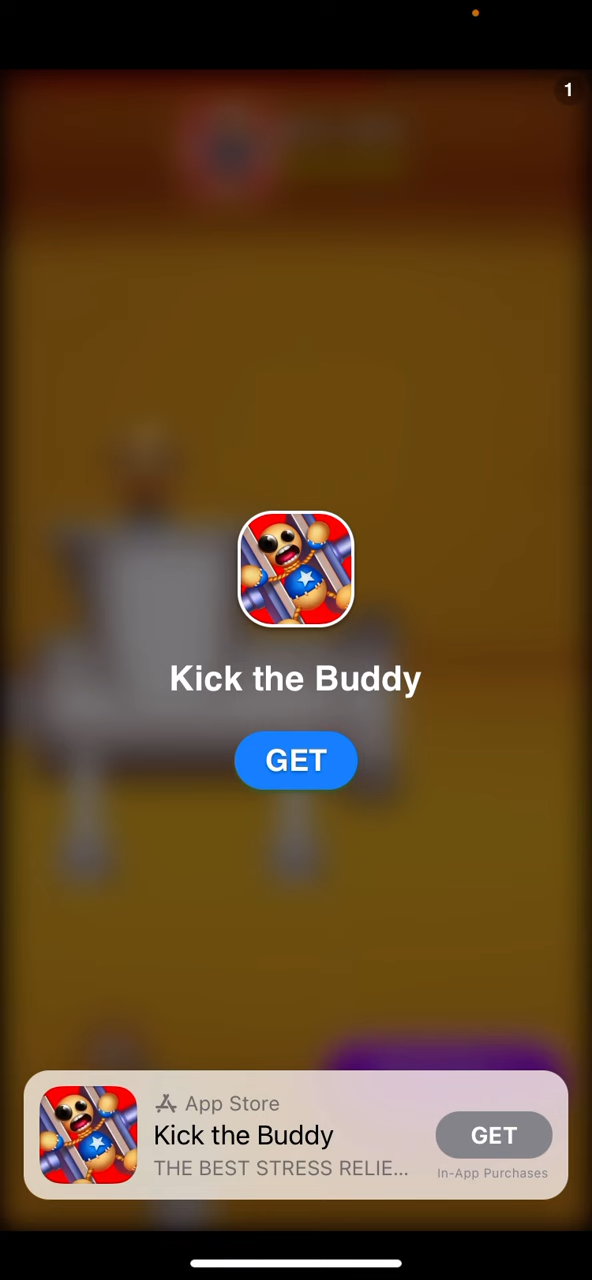 1
Kick the Buddy
GET
App Store
Kick the Buddy
THE BEST STRESS RELIE...
GET
In-App Purchases